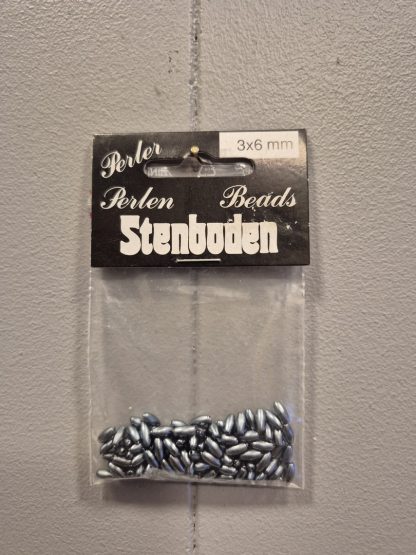 3x6 mm
Perler
Perlen Beads
Stenboden